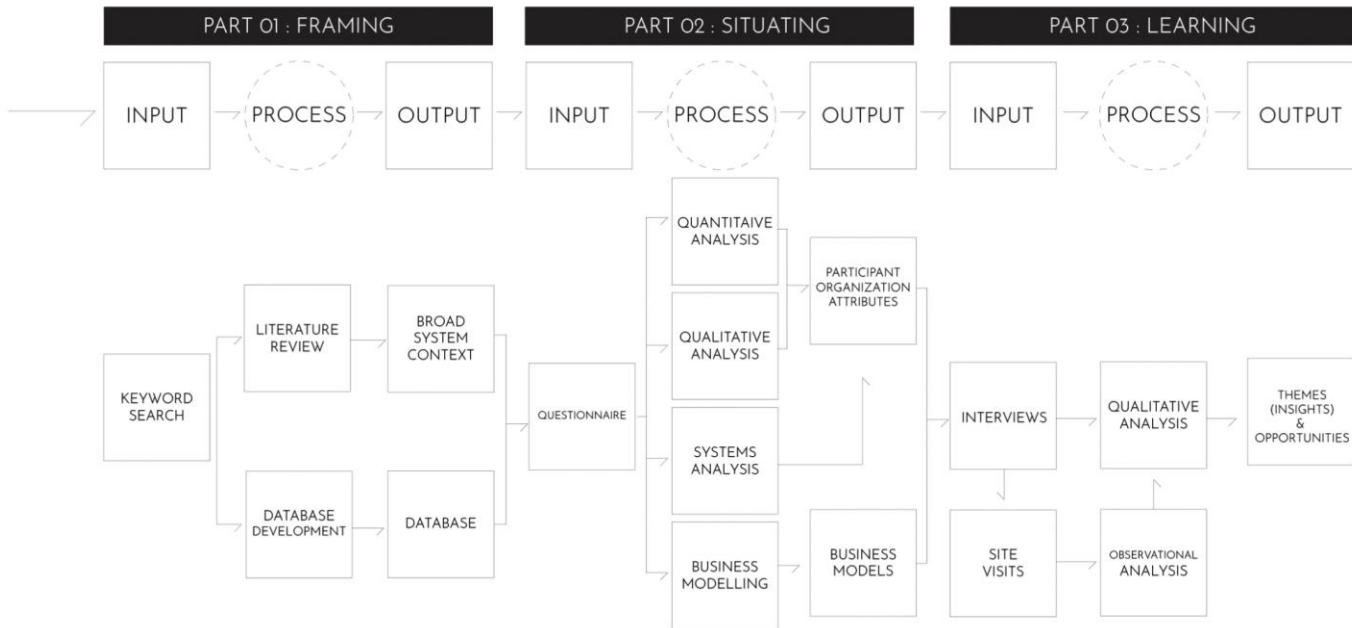 PART 01 : FRAMING
PART 02 : SITUATING
PART 03 : LEARNING
INPUT
PROCESS
OUTPUT
INPUT
PROCESS
OUTPUT
INPUT
PROCESS
OUTPUT
KEYWORD
SEARCH
LITERATURE
REVIEW
BROAD
SYSTEM
CONTEXT
DATABASE
DEVELOPMENT
DATABASE
QUESTIONNAIRE
QUANTITAIVE
ANALYSIS
QUALITATIVE
ANALYSIS
SYSTEMS
ANALYSIS
BUSINESS
MODELLING
PARTICIPANT
ORGANIZATION
ATTRIBUTES
BUSINESS
MODELS
INTERVIEWS
SITE
VISITS
QUALITATIVE
ANALYSIS
OBSERVATIONAL
ANALYSIS
THEMES
(INSIGHTS)
&
OPPORTUNITIES